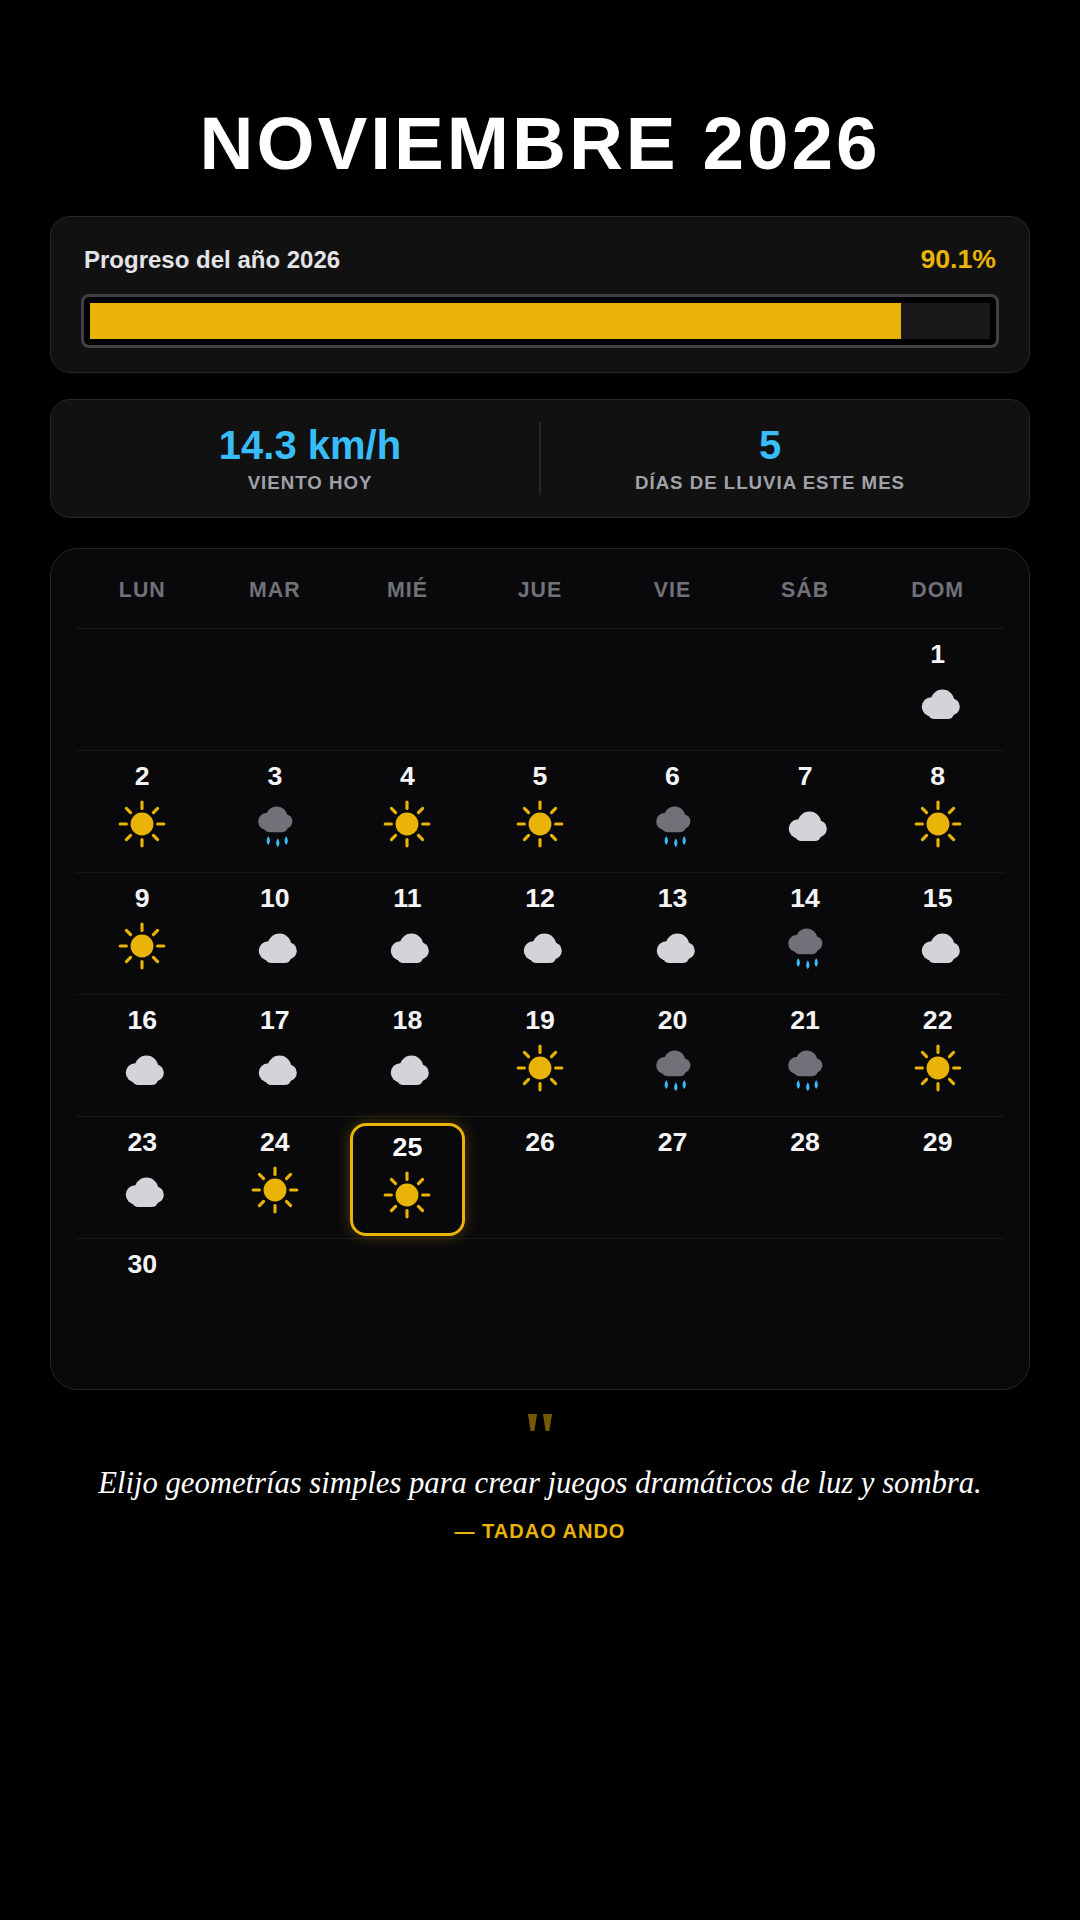 NOVIEMBRE 2026
Progreso del año 2026 90.1%
14.3 km/h 5
VIENTO HOY DÍAS DE LLUVIA ESTE MES
LUN MAR MIÉ JUE VIE SÁB DOM
1
2 3 4 5 6 7 8
9 10 11 12 13 14 15
16 17 18 19 20 21 22
23 24 25 26 27 28 29
30
"
Elijo geometrías simples para crear juegos dramáticos de luz y sombra.
— TADAO ANDO